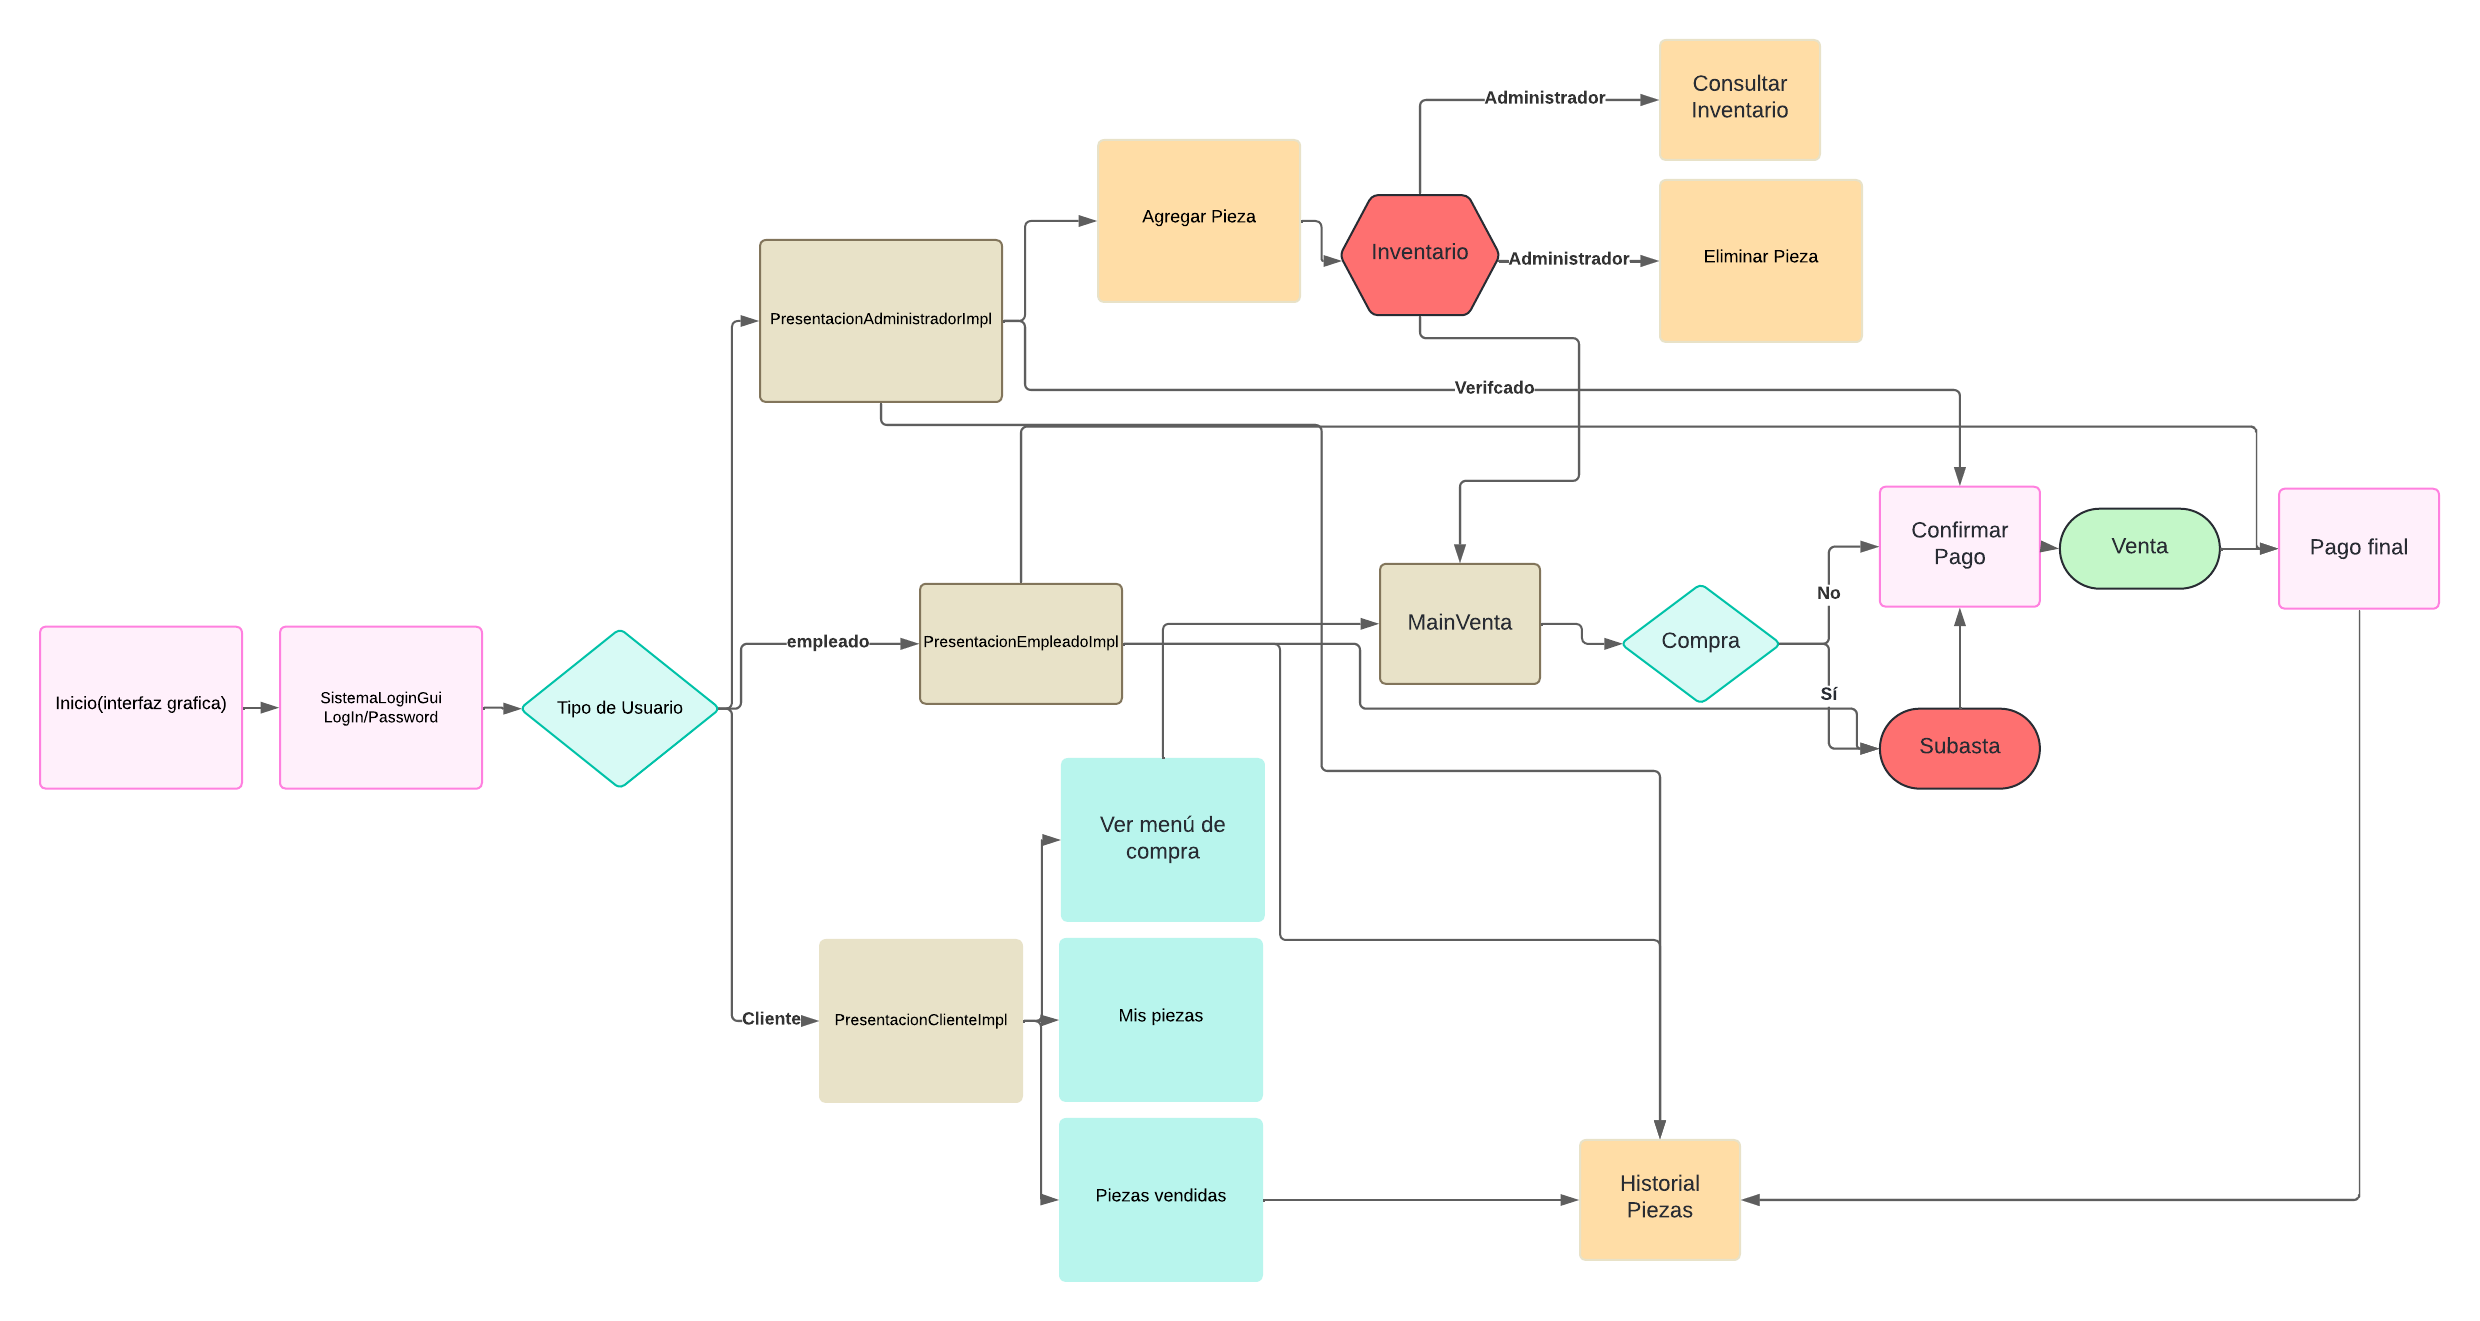 Administrador
Consultar
Inventario
Agregar Pieza
Inventario
Administrador
Eliminar Pieza
PresentacionAdministradorImpl
Verifcado
Confirmar
Pago
Venta
Pago final
No
MainVenta
Compra
empleado
PresentacionEmpleadoImpl
Sí
Subasta
Inicio(interfaz grafica)
SistemaLoginGui
LogIn/Password
Tipo de Usuario
Ver menú de
compra
Cliente
PresentacionClienteImpl
Mis piezas
Piezas vendidas
Historial
Piezas